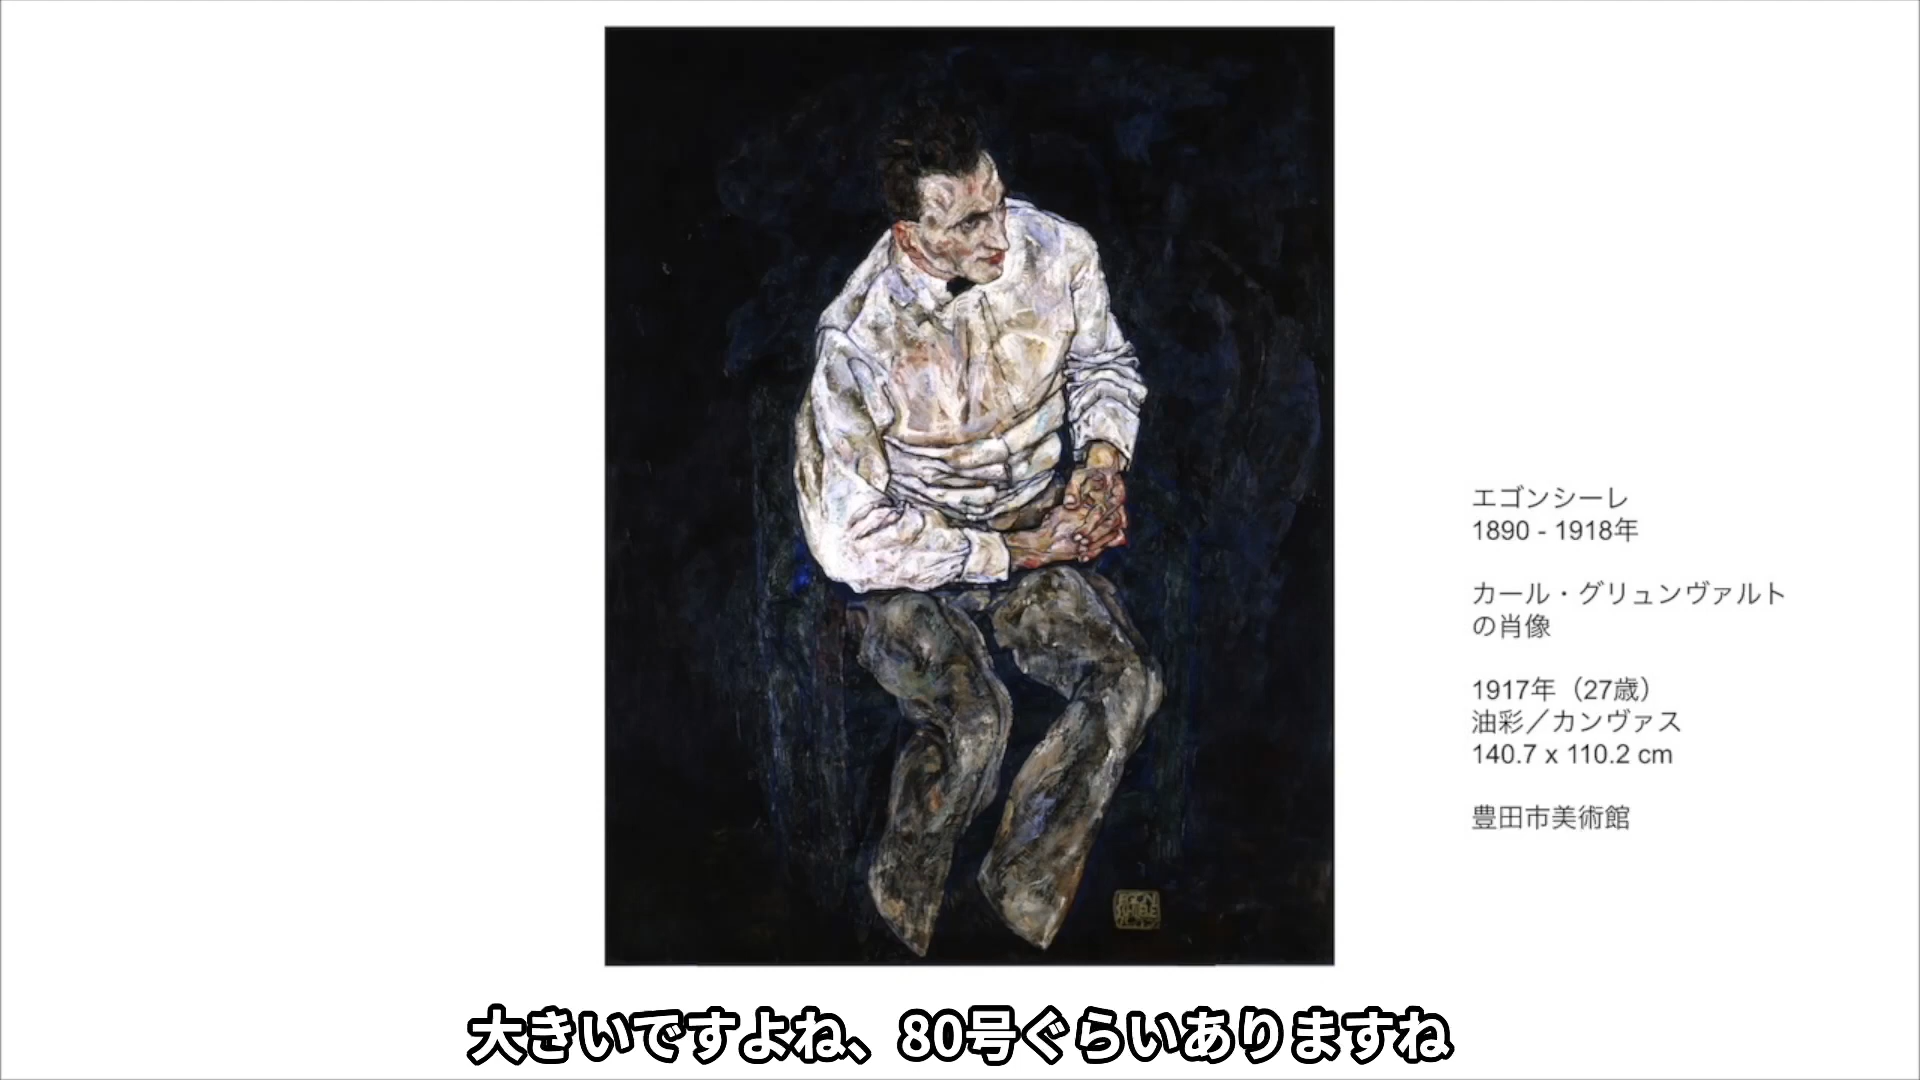 エゴンシーレ
1890 - 1918年
カール・グリュンヴァルト
の肖像
1917年（27歳）
油彩／カンヴァス
140.7 x 110.2 cm
豊田市美術館
EGON
SCHIELE
1917
大きいですよね、80号ぐらいありますね